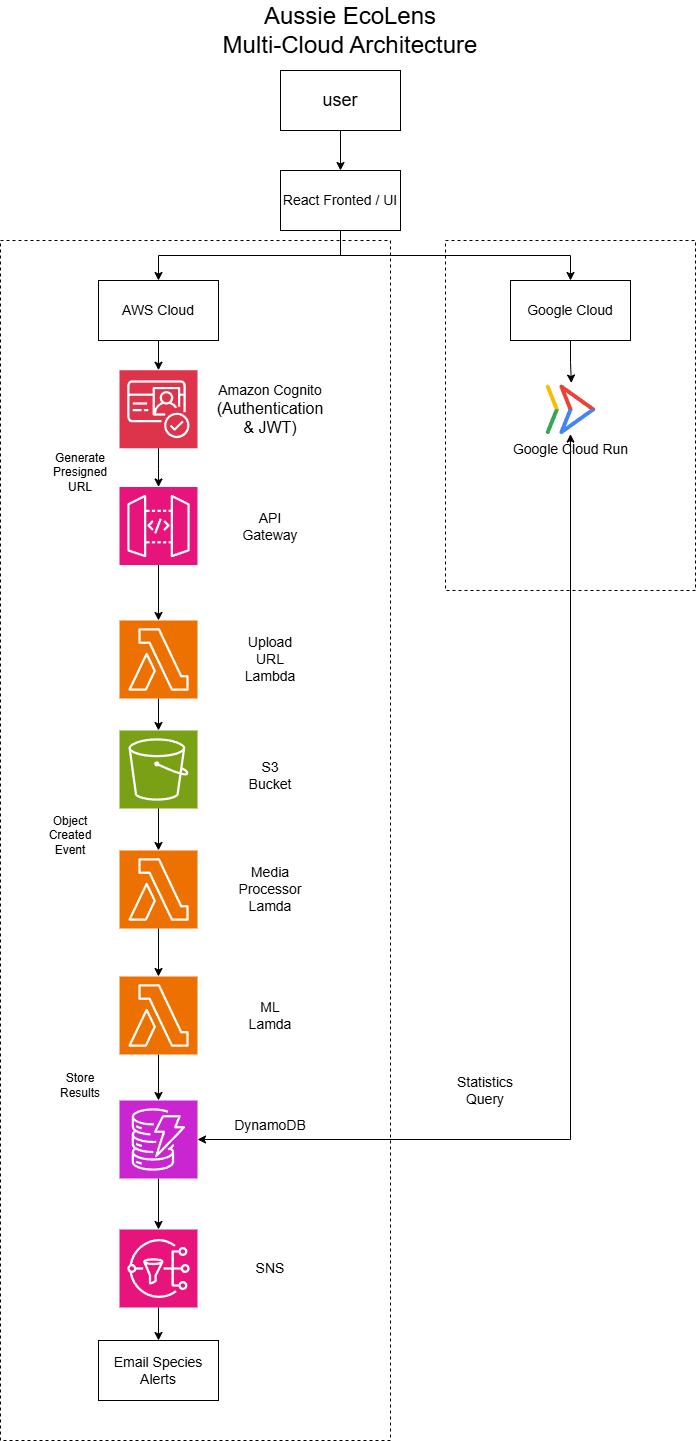 Aussie EcoLens
Multi-Cloud Architecture
user
React Fronted / UI
AWS Cloud
Google Cloud
Amazon Cognito
(Authentication
& JWT)
Google Cloud Run
Generate
Presigned
URL
API
Gateway
Upload
URL
Lambda
S3
Bucket
Object
Created
Event
Media
Processor
Lamda
ML
Lamda
Store
Results
Statistics
Query
DynamoDB
SNS
Email Species
Alerts